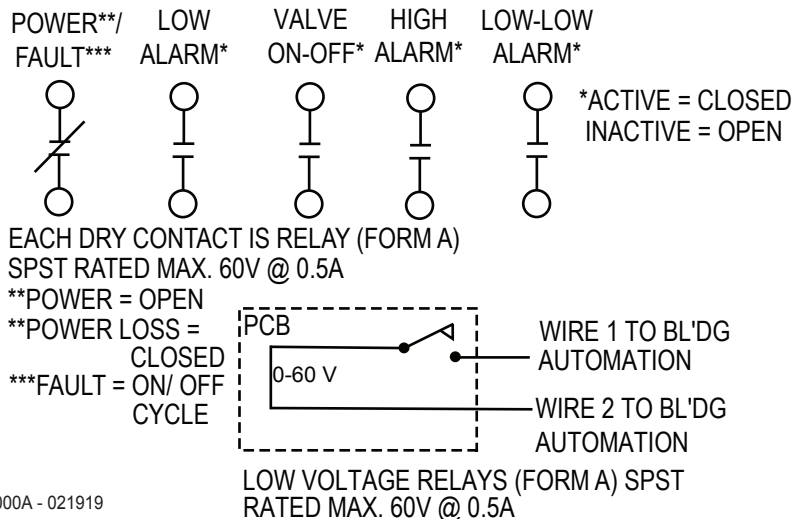 POWER**/ LOW VALVE HIGH LOW-LOW
FAULT*** ALARM* ON-OFF* ALARM* ALARM*
*ACTIVE = CLOSED
INACTIVE = OPEN
EACH DRY CONTACT IS RELAY (FORM A)
SPST RATED MAX. 60V @ 0.5A
**POWER = OPEN
**POWER LOSS =
CLOSED
***FAULT = ON/ OFF
CYCLE
PCB
0-60 V
WIRE 1 TO BL'DG
AUTOMATION
WIRE 2 TO BL'DG
AUTOMATION
LOW VOLTAGE RELAYS (FORM A) SPST
RATED MAX. 60V @ 0.5A
000A - 021919